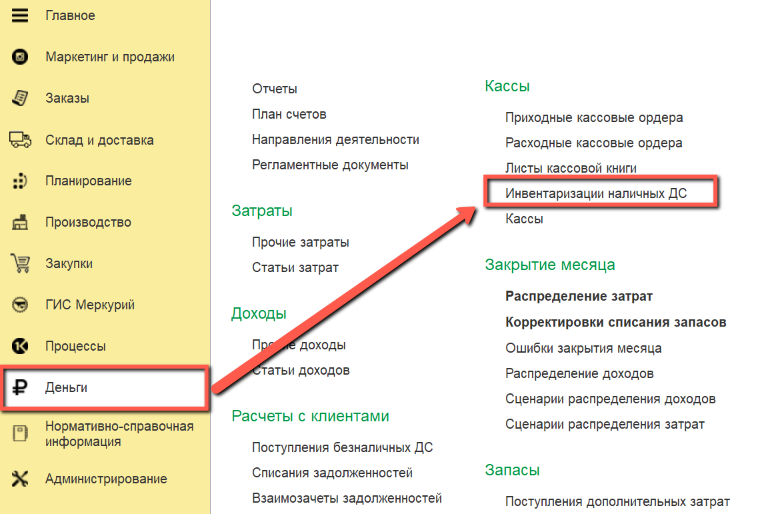 Главное
Маркетинг и продажи
Заказы
Склад и доставка
Планирование
Производство
Закупки
ГИС Меркурий
Процессы
Деньги
Нормативно-справочная
информация
Администрирование
Отчеты
План счетов
Направления деятельности
Регламентные документы
Затраты
Прочие затраты
Статьи затрат
Доходы
Прочие доходы
Статьи доходов
Расчеты с клиентами
Поступления безналичных ДС
Списания задолженностей
Взаимозачеты задолженностей
Кассы
Приходные кассовые ордера
Расходные кассовые ордера
Листы кассовой книги
Инвентаризации наличных ДС
Кассы
Закрытие месяца
Распределение затрат
Корректировки списания запасов
Ошибки закрытия месяца
Распределение доходов
Сценарии распределения доходов
Сценарии распределения затрат
Запасы
Поступления дополнительных затрат